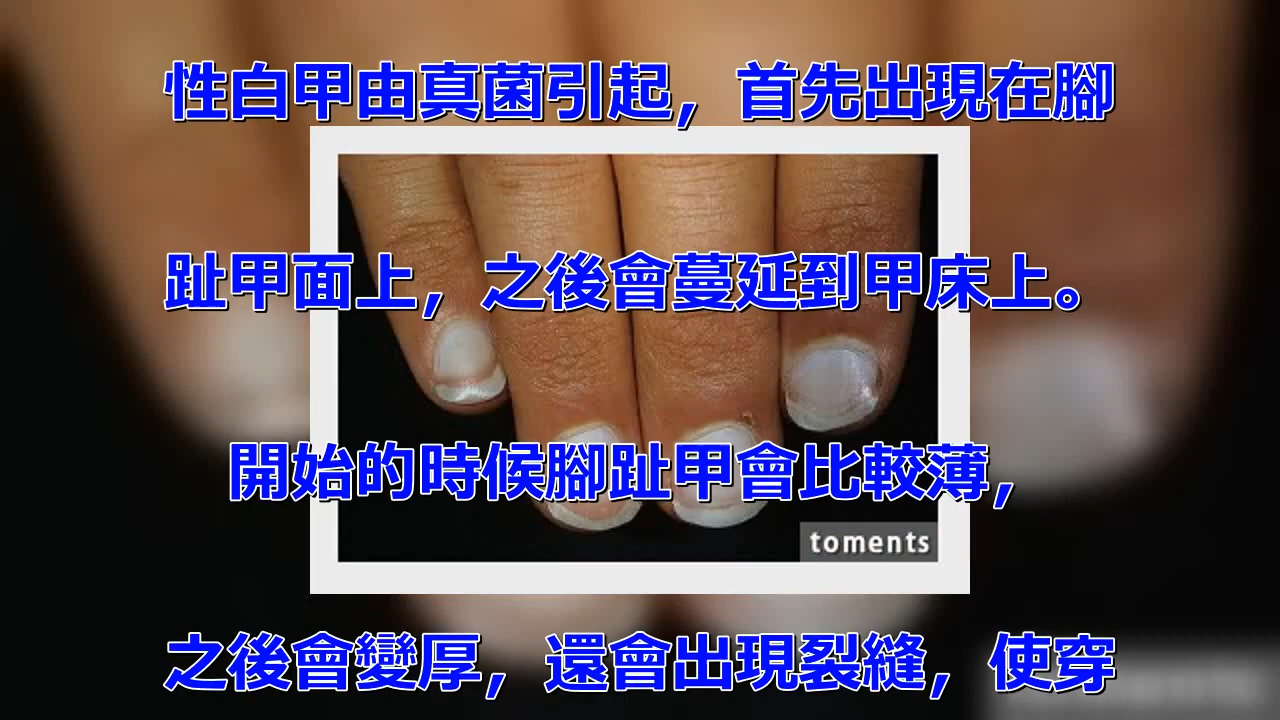 性白甲由真菌引起，首先出現在腳
趾甲面上，之後會蔓延到甲床上。
開始的時候腳趾甲會比較薄，
toments
之後會變厚，還會出現裂縫，使穿